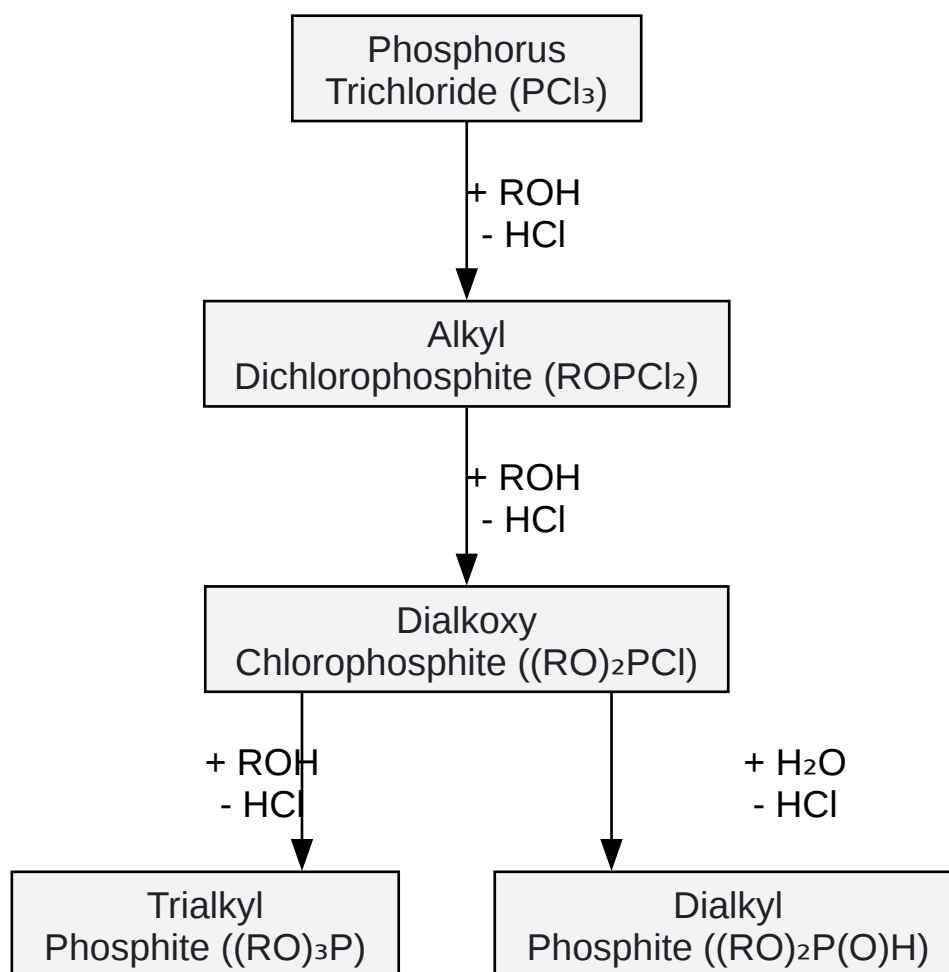 Phosphorus
Trichloride (PCl₃)
+ ROH
- HCl
Alkyl
Dichlorophosphite (ROPCl₂)
+ ROH
- HCl
Dialkoxy
Chlorophosphite ((RO)₂PCl)
+ ROH
- HCl
+ H₂O
- HCl
Trialkyl
Phosphite ((RO)₃P)
Dialkyl
Phosphite ((RO)₂P(O)H)